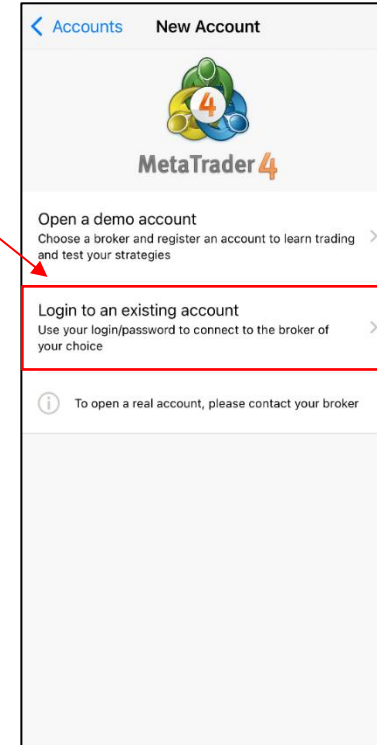 Accounts New Account
4
MetaTrader 4
Open a demo account
Choose a broker and register an account to learn trading
and test your strategies
Login to an existing account
Use your login/password to connect to the broker of
your choice
To open a real account, please contact your broker